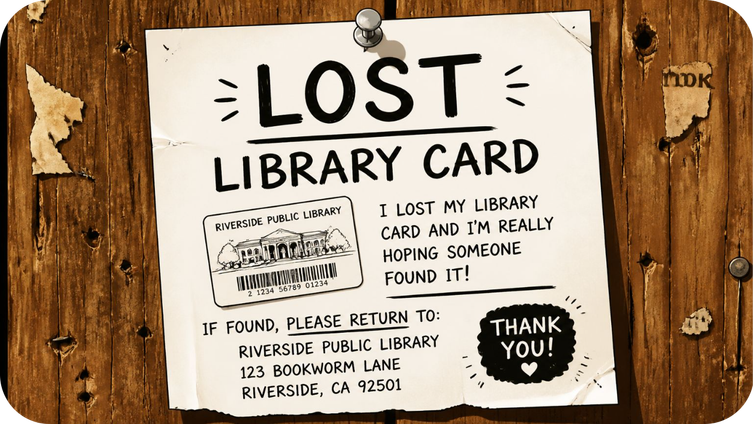 LOST
LIBRARY CARD
RIVERSIDE PUBLIC LIBRARY
2 1234 56789 01234
I LOST MY LIBRARY
CARD AND I'M REALLY
HOPING SOMEONE
FOUND IT!
IF FOUND, PLEASE RETURN TO:
RIVERSIDE PUBLIC LIBRARY
123 BOOKWORM LANE
RIVERSIDE, CA 92501
THANK
YOU!